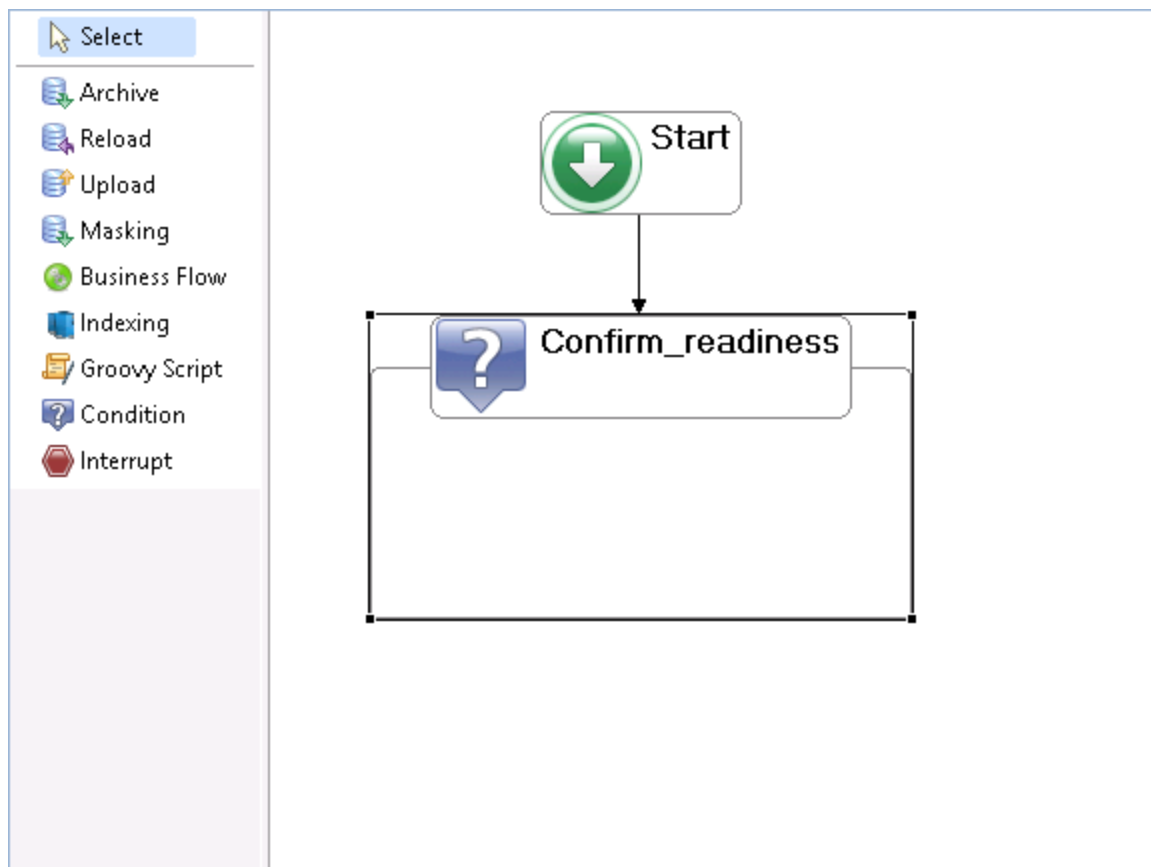 Select
Archive
Reload
Upload
Masking
Business Flow
Indexing
Groovy Script
Condition
Interrupt
Start
Confirm_readiness